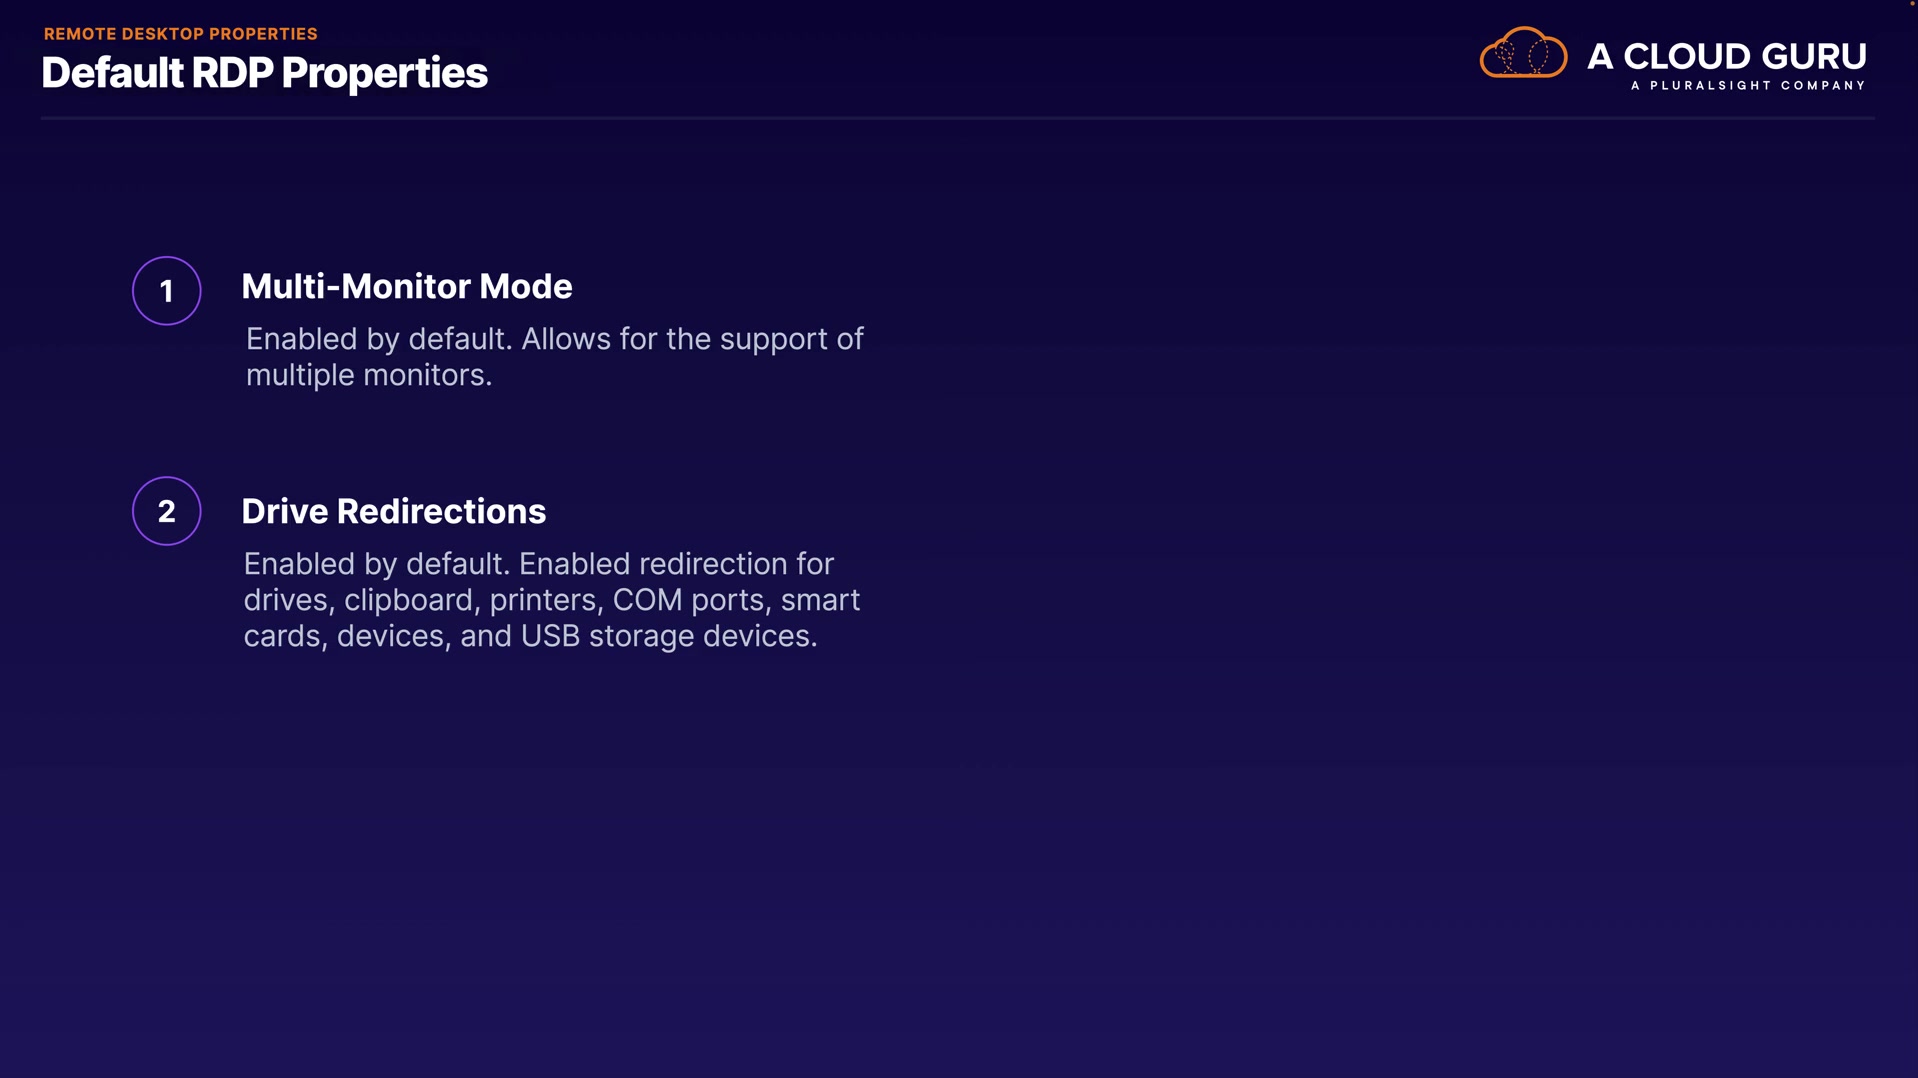 REMOTE DESKTOP PROPERTIES
Default RDP Properties
A CLOUD GURU
A PLURALSIGHT COMPANY
1
Multi-Monitor Mode
Enabled by default. Allows for the support of
multiple monitors.
2
Drive Redirections
Enabled by default. Enabled redirection for
drives, clipboard, printers, COM ports, smart
cards, devices, and USB storage devices.